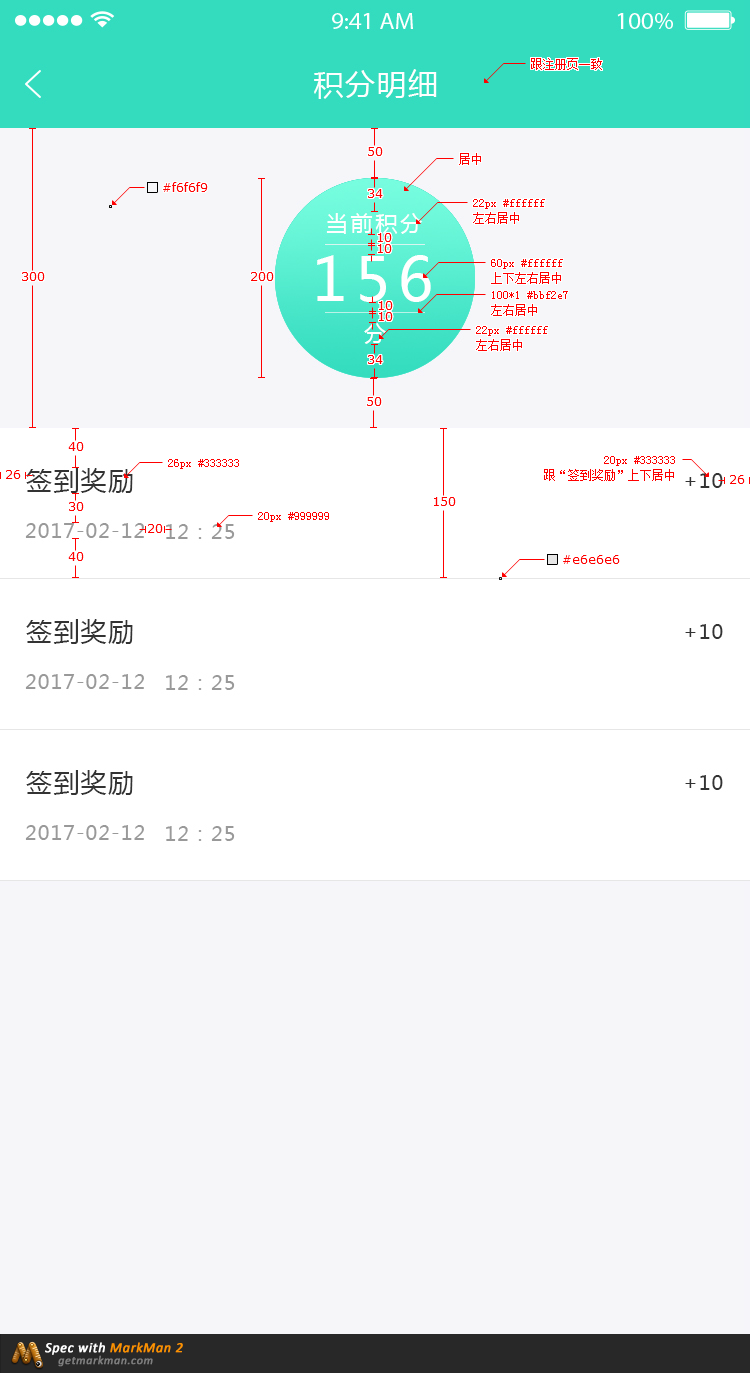 9:41 AM
100%
积分明细
跟注册页一致
50
居中
#f6f6f9
34
22px #ffffff
左右居中
当前积分
10
10
60px #ffffff
上下左右居中
300
200
156
100*1 #bbf2e7
左右居中
10
10
22px #ffffff
左右居中
分
34
50
40
26px #333333
20px #333333
跟“签到奖励”上下居中
26
签到奖励
+10
26
30
150
20px #999999
2017-02-12
20
12：25
40
#e6e6e6
签到奖励
+10
2017-02-12 12：25
签到奖励
+10
2017-02-12 12：25
Spec with MarkMan 2
getmarkman.com